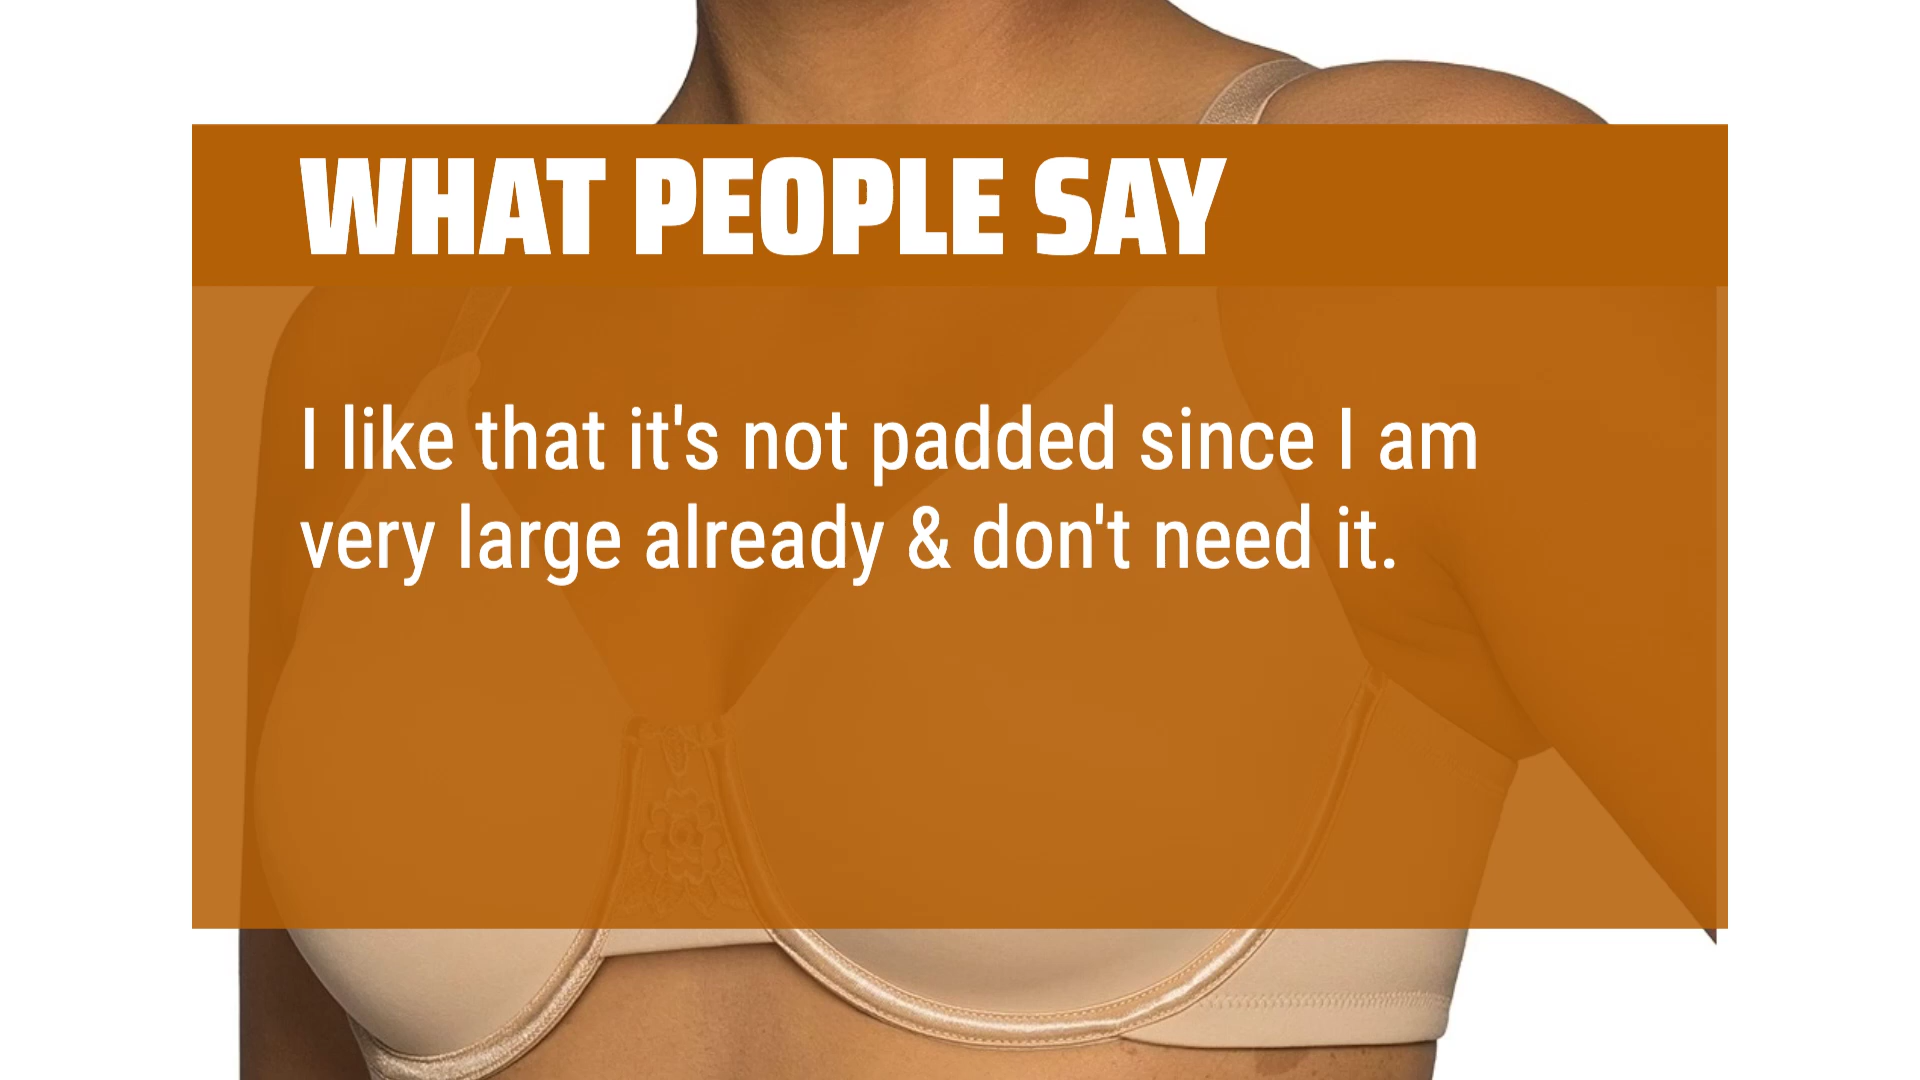 WHAT PEOPLE SAY
I like that it's not padded since I am
very large already & don't need it.